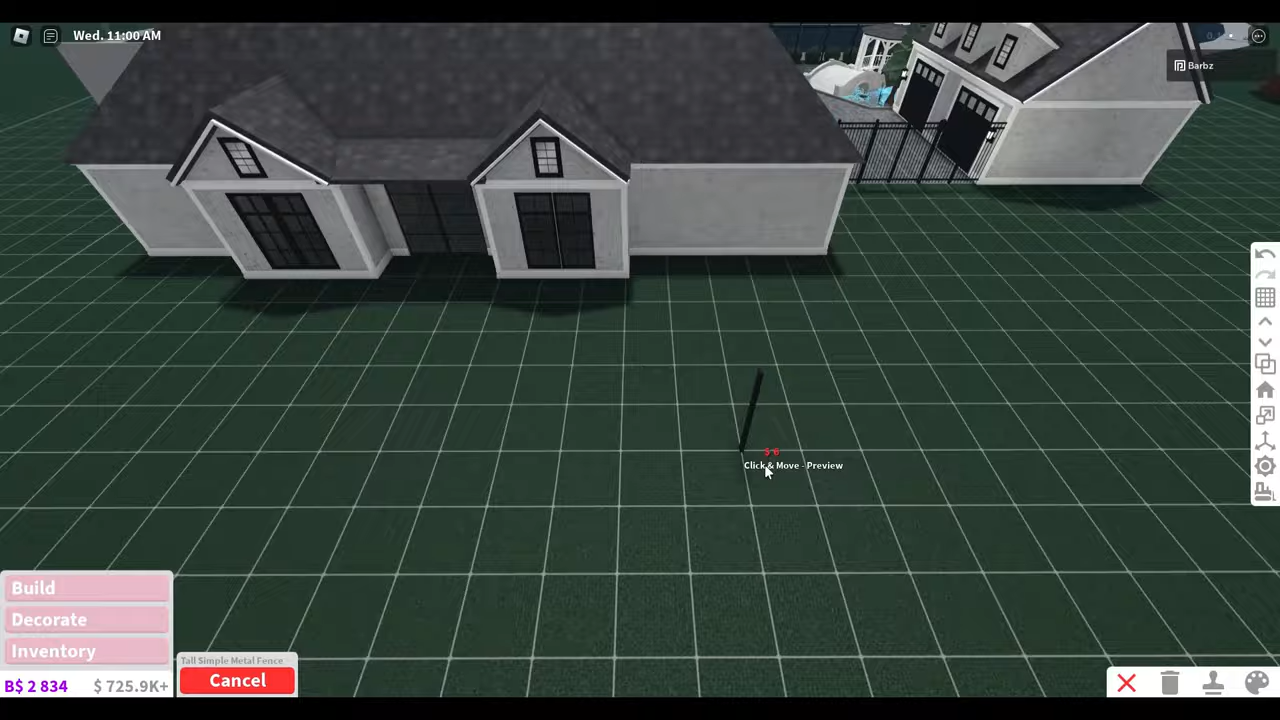 Wed. 11:00 AM
Barbz
$ 6
Click & Move - Preview
Build
Decorate
Inventory
Tall Simple Metal Fence
B$ 2 834
$ 725.9K+
Cancel